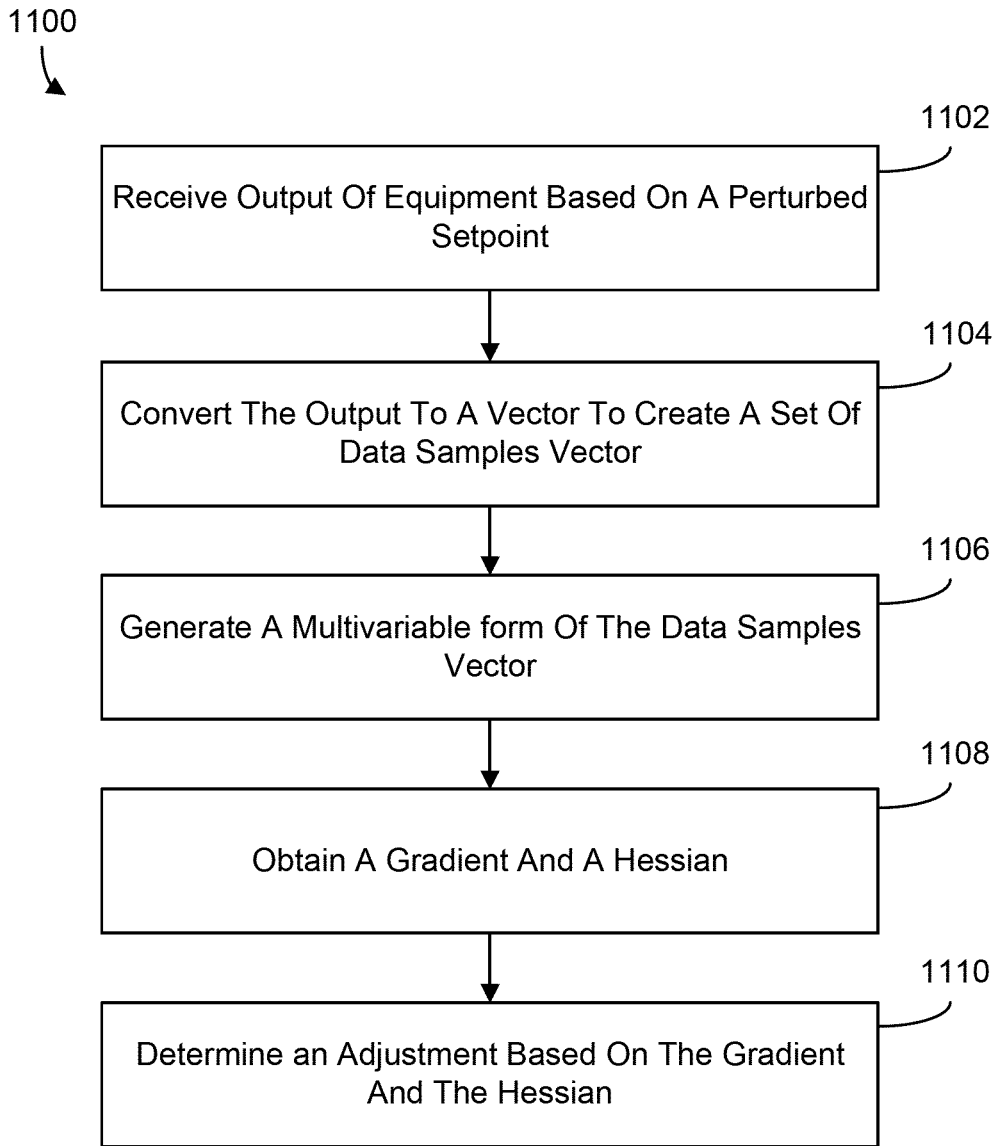 1100
1102
Receive Output Of Equipment Based On A Perturbed
Setpoint
1104
Convert The Output To A Vector To Create A Set Of
Data Samples Vector
1106
Generate A Multivariable form Of The Data Samples
Vector
1108
Obtain A Gradient And A Hessian
1110
Determine an Adjustment Based On The Gradient
And The Hessian